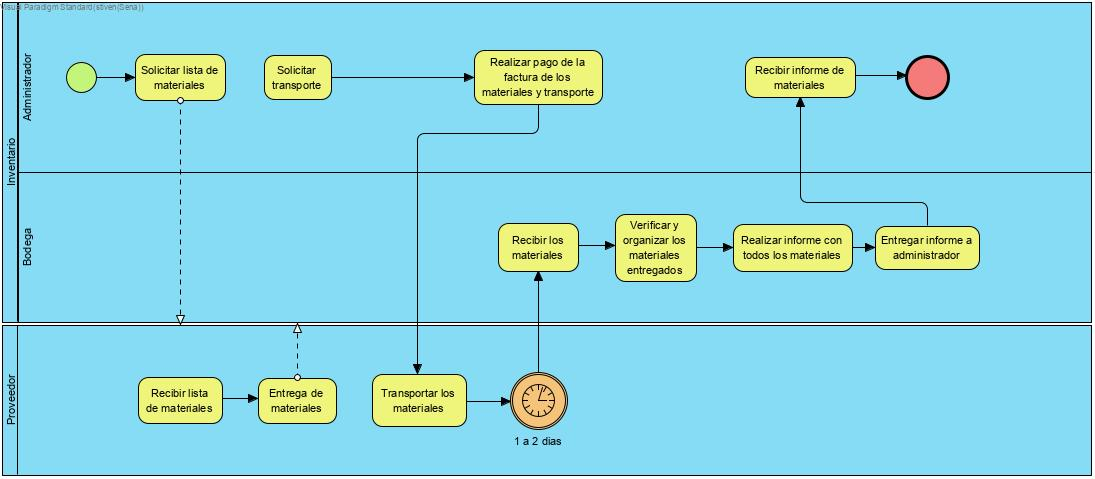 Visual Paradigm Standard(stiven(Sena))
Inventario
Administrador
Solicitar lista de
materiales
Solicitar
transporte
Realizar pago de la
factura de los
materiales y transporte
Recibir informe de
materiales
Bodega
Recibir los
materiales
Verificar y
organizar los
materiales
entregados
Realizar informe con
todos los materiales
Entregar informe a
administrador
Proveedor
Recibir lista
de materiales
Entrega de
materiales
Transportar los
materiales
1 a 2 dias